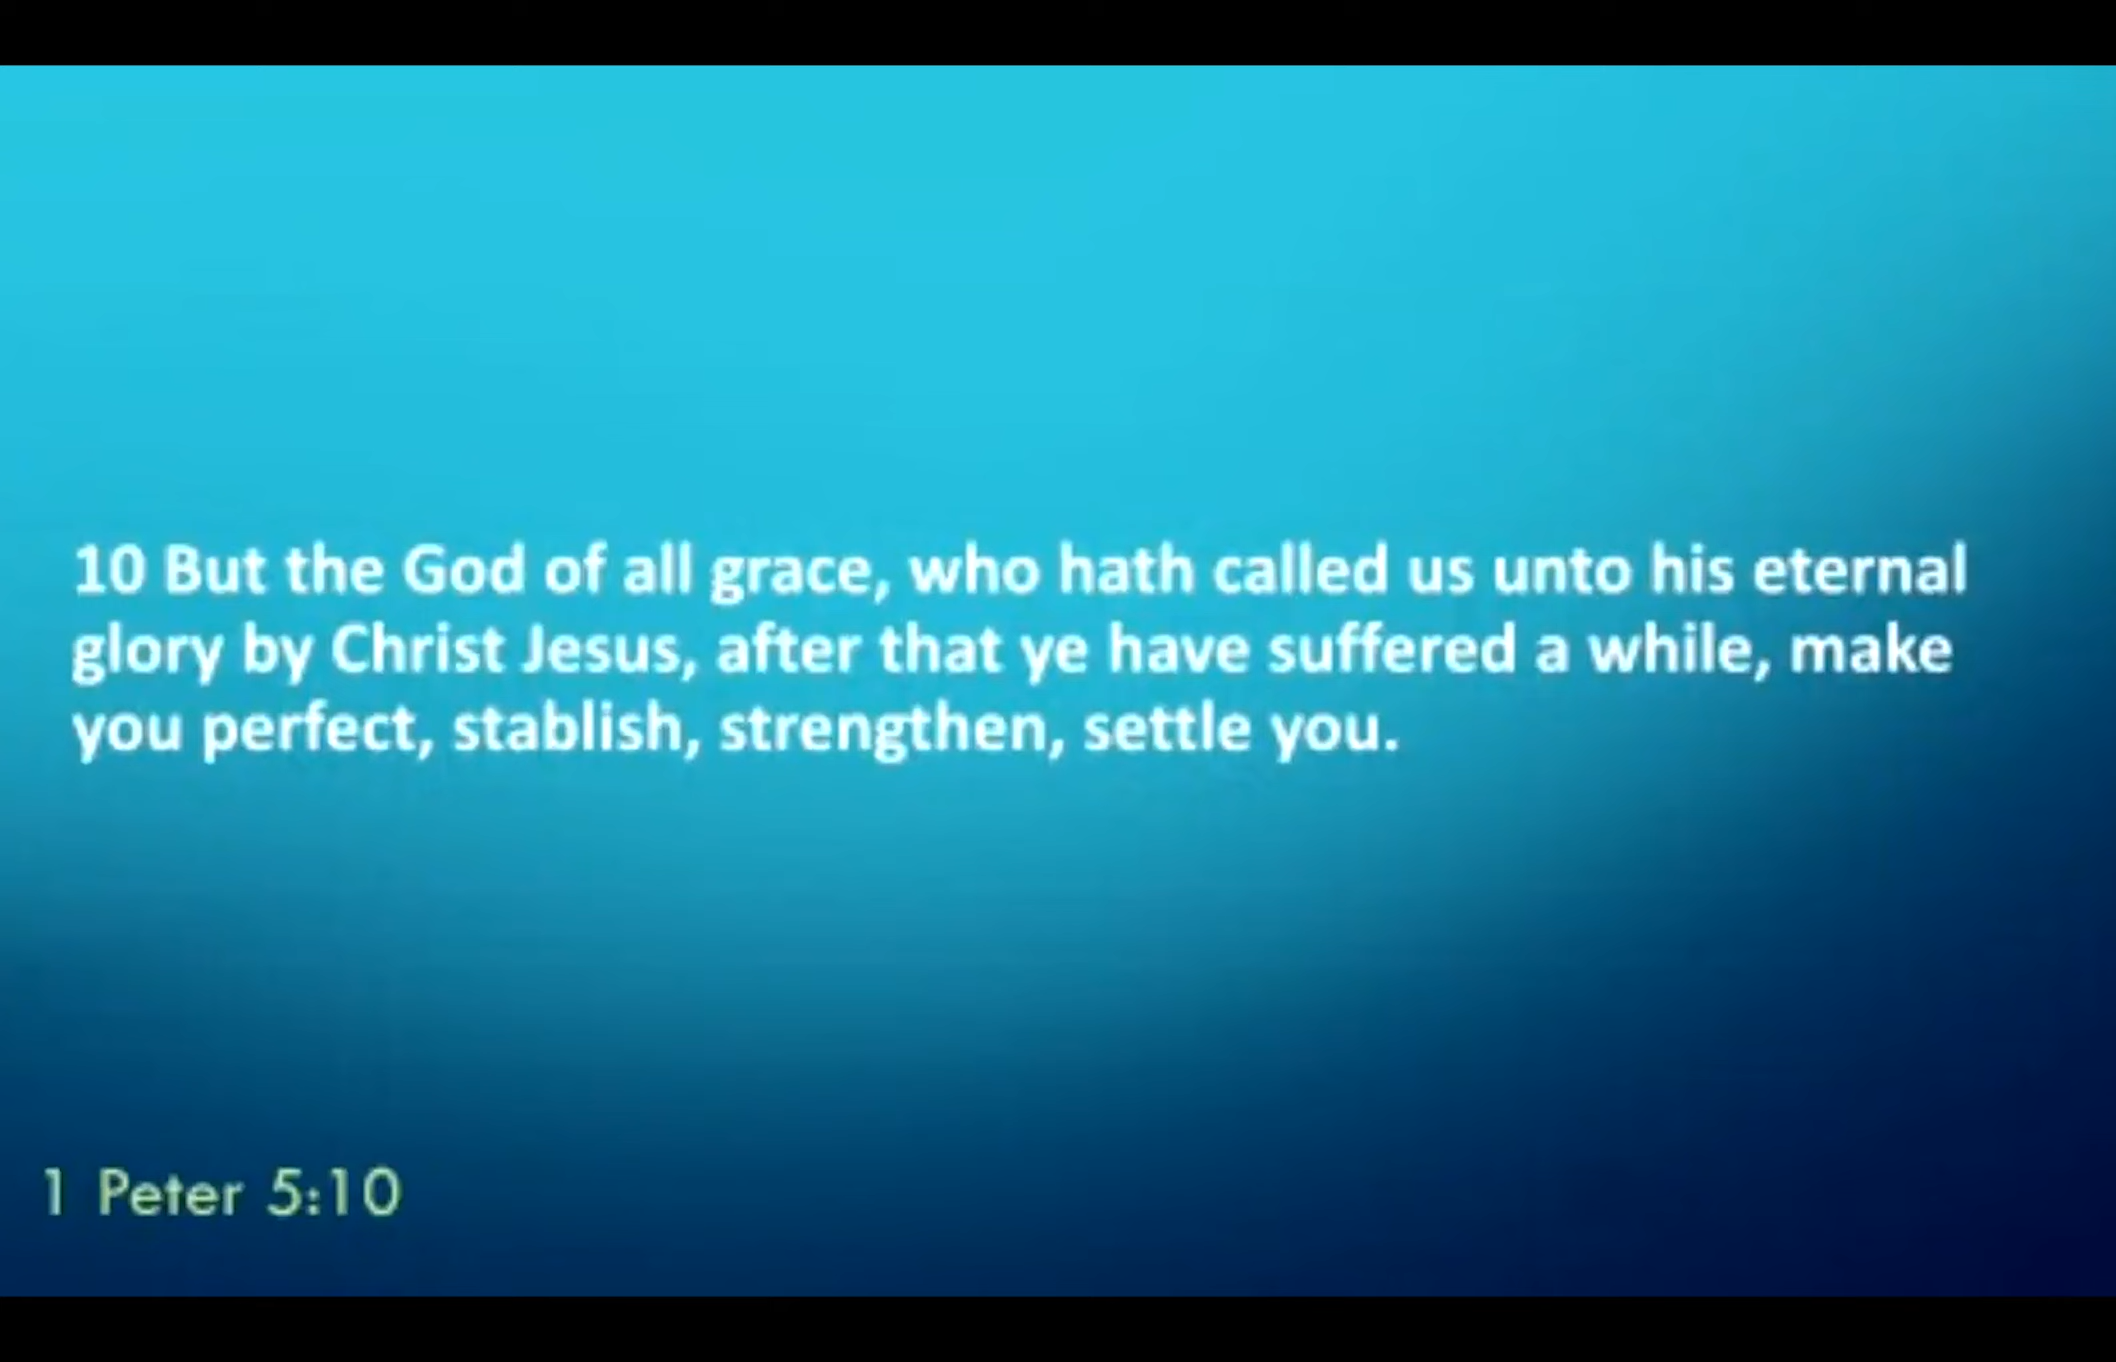 10 But the God of all grace, who hath called us unto his eternal
glory by Christ Jesus, after that ye have suffered a while, make
you perfect, stablish, strengthen, settle you.
1 Peter 5:10